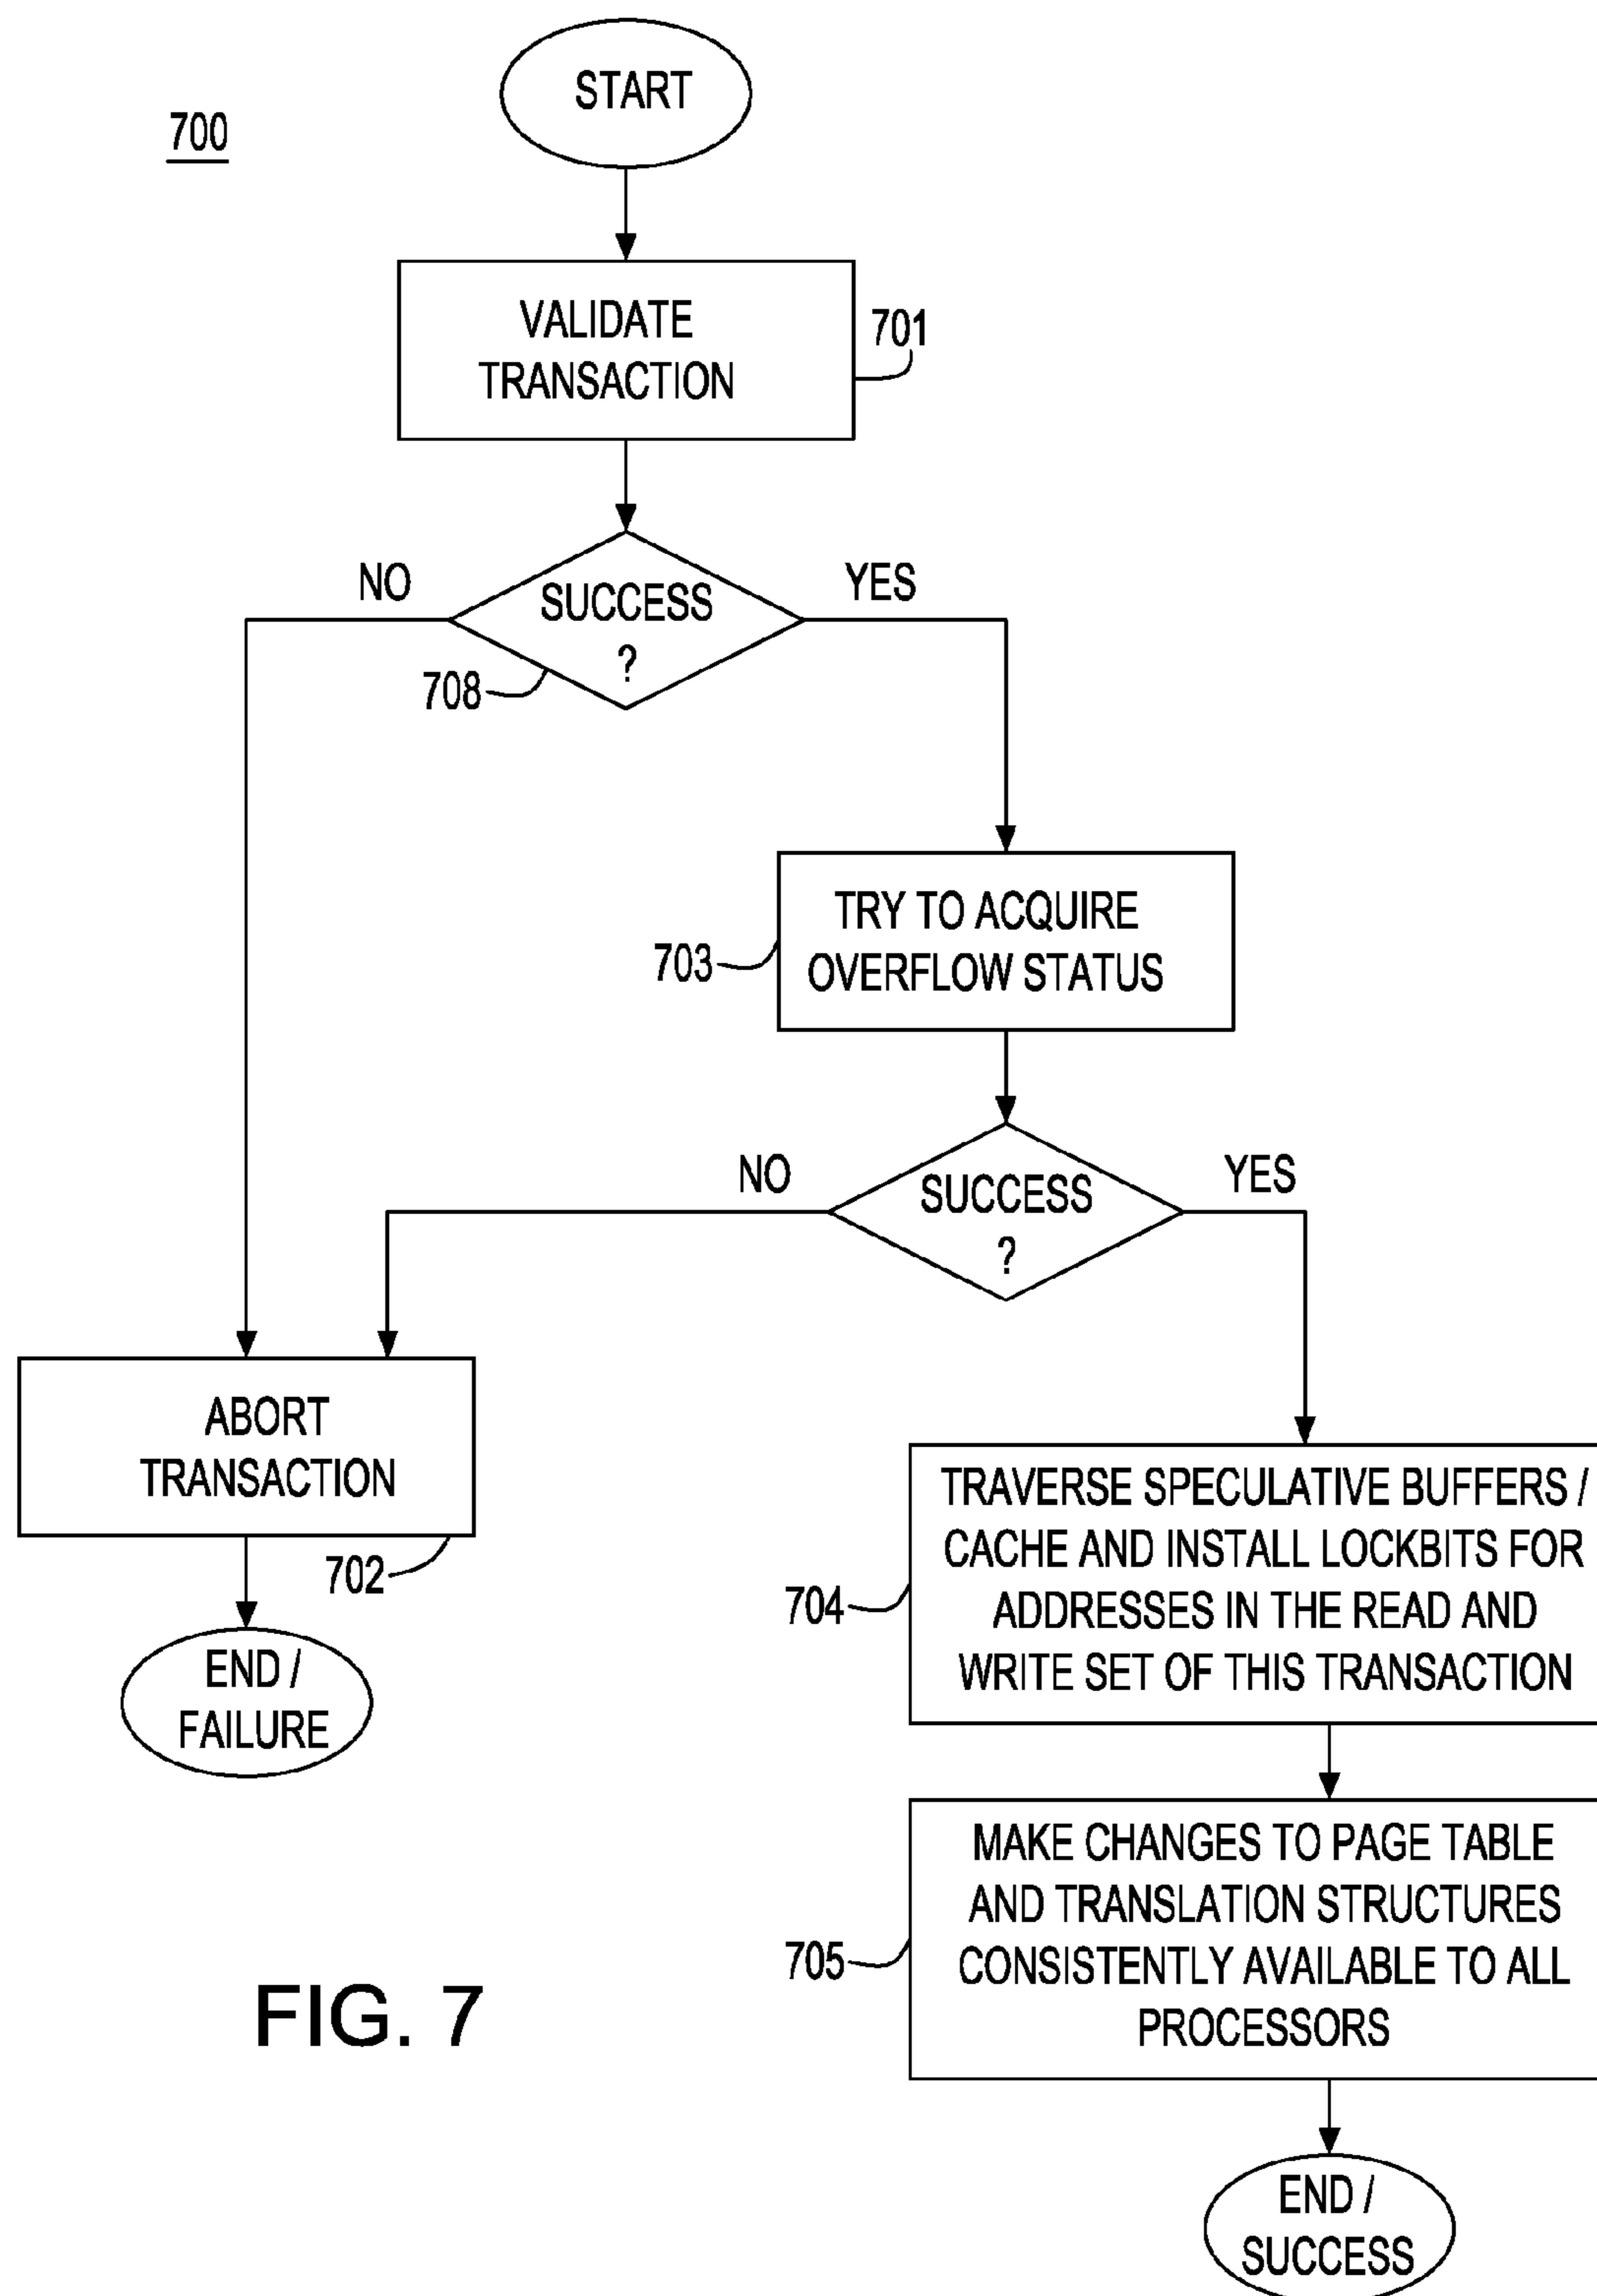 START
700
VALIDATE
TRANSACTION
701
NO
YES
SUCCESS
?
708
TRY TO ACQUIRE
OVERFLOW STATUS
703
NO
YES
SUCCESS
?
ABORT
TRANSACTION
702
END /
FAILURE
TRAVERSE SPECULATIVE BUFFERS /
CACHE AND INSTALL LOCKBITS FOR
ADDRESSES IN THE READ AND
WRITE SET OF THIS TRANSACTION
704
MAKE CHANGES TO PAGE TABLE
AND TRANSLATION STRUCTURES
CONSISTENTLY AVAILABLE TO ALL
PROCESSORS
705
FIG. 7
END /
SUCCESS